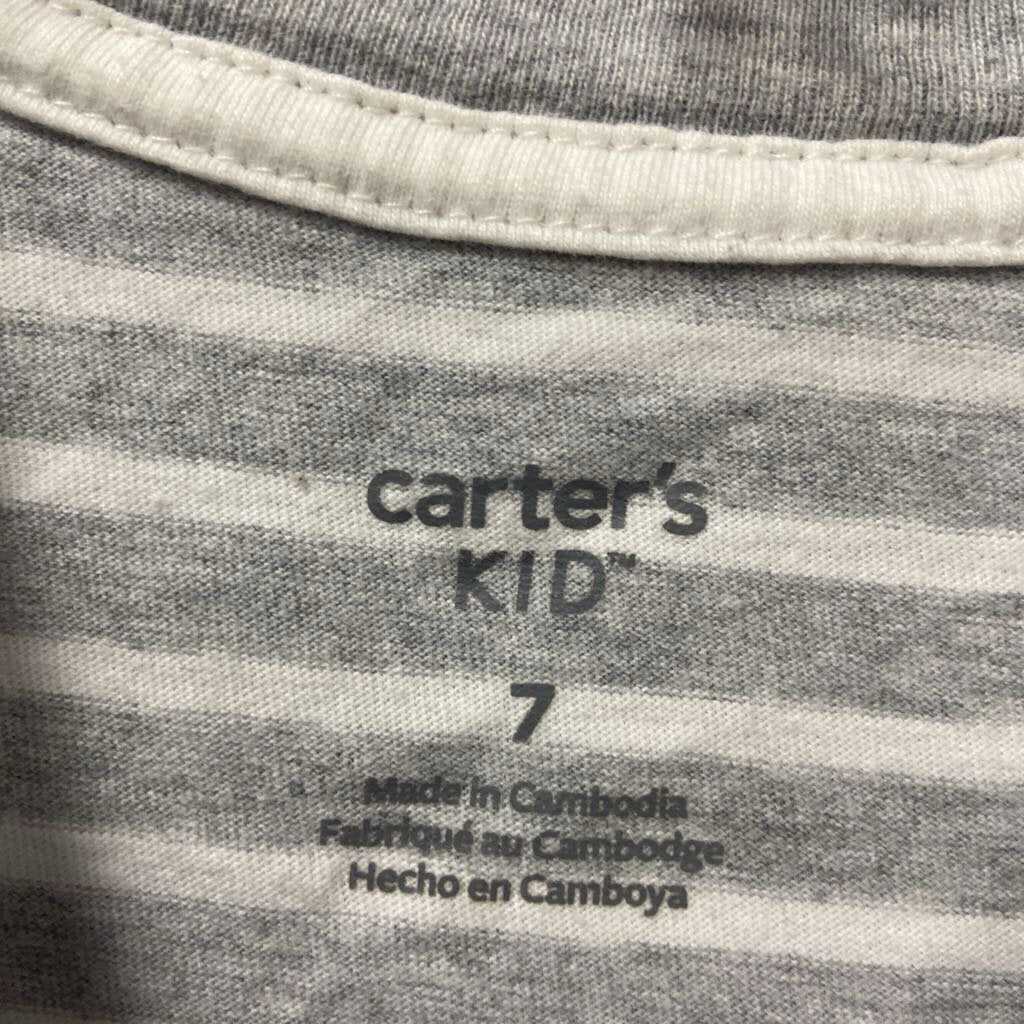 carter's
KID™
7
Made in Cambodia
Fabriqué au Cambodge
Hecho en Camboya